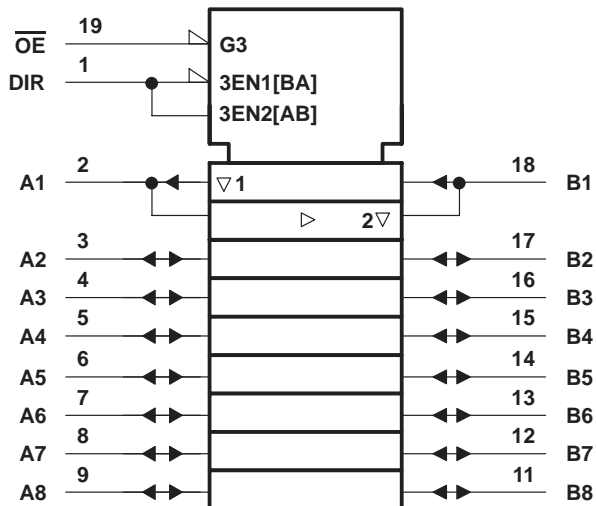 19
OE
G3
1
DIR
3EN1[BA]
3EN2[AB]
2
18
A1
▽1
B1
▷ 2▽
3
17
A2
B2
4
16
A3
B3
5
15
A4
B4
6
14
A5
B5
7
13
A6
B6
8
12
A7
B7
9
11
A8
B8